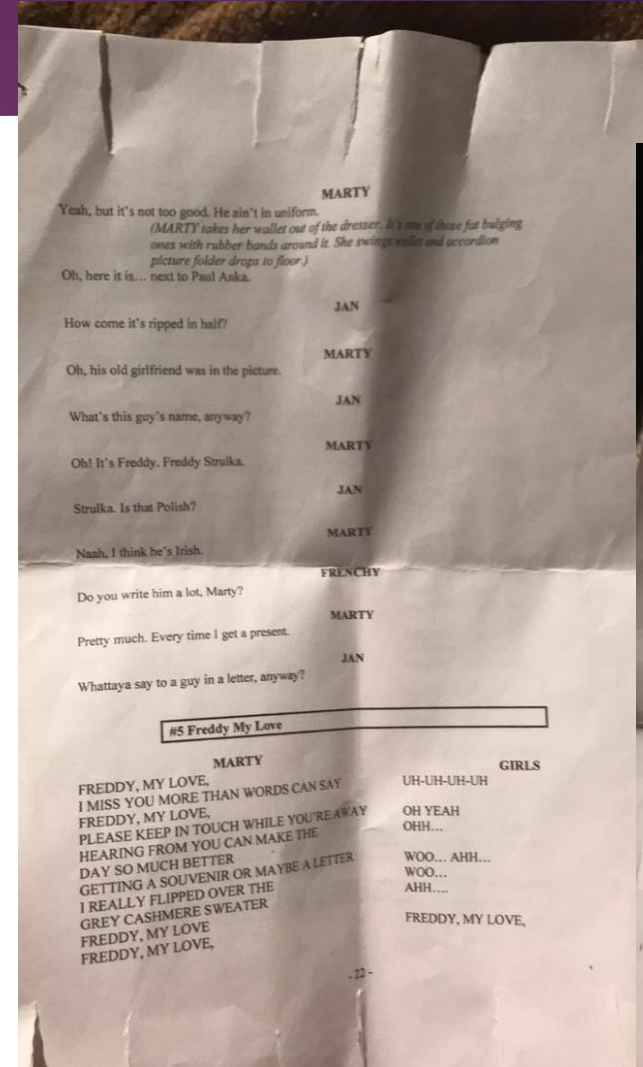 MARTY
Yeah, but it's not too good. He ain't in uniform.
(MARTY takes her wallet out of the dresser. It's one of those fat bulging
ones with rubber bands around it. She swings wallet and accordion
picture folder drops to floor.)
Oh, here it is... next to Paul Anka.
JAN
How come it's ripped in half?
MARTY
Oh, his old girlfriend was in the picture.
JAN
What's this guy's name, anyway?
MARTY
Oh! It's Freddy. Freddy Strulka.
JAN
Strulka. Is that Polish?
MARTY
Naah, I think he's Irish.
FRENCHY
Do you write him a lot, Marty?
MARTY
Pretty much. Every time I get a present.
JAN
Whattaya say to a guy in a letter, anyway?
#5 Freddy My Love
MARTY
FREDDY, MY LOVE,
I MISS YOU MORE THAN WORDS CAN SAY
FREDDY, MY LOVE,
PLEASE KEEP IN TOUCH WHILE YOU'RE AWAY
HEARING FROM YOU CAN MAKE THE
DAY SO MUCH BETTER
GETTING A SOUVENIR OR MAYBE A LETTER
I REALLY FLIPPED OVER THE
GREY CASHMERE SWEATER
FREDDY, MY LOVE
FREDDY, MY LOVE,
GIRLS
UH-UH-UH-UH
OH YEAH
OHH...
WOO... AHH...
WOO...
AHH....
FREDDY, MY LOVE,
- 22 -